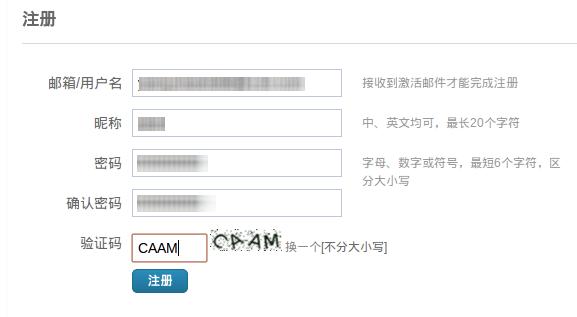 注册
邮箱/用户名
接收到激活邮件才能完成注册
昵称
中、英文均可，最长20个字符
密码
字母、数字或符号，最短6个字符，区
分大小写
确认密码
验证码 CAAM CAAM 换一个[不分大小写]
注册